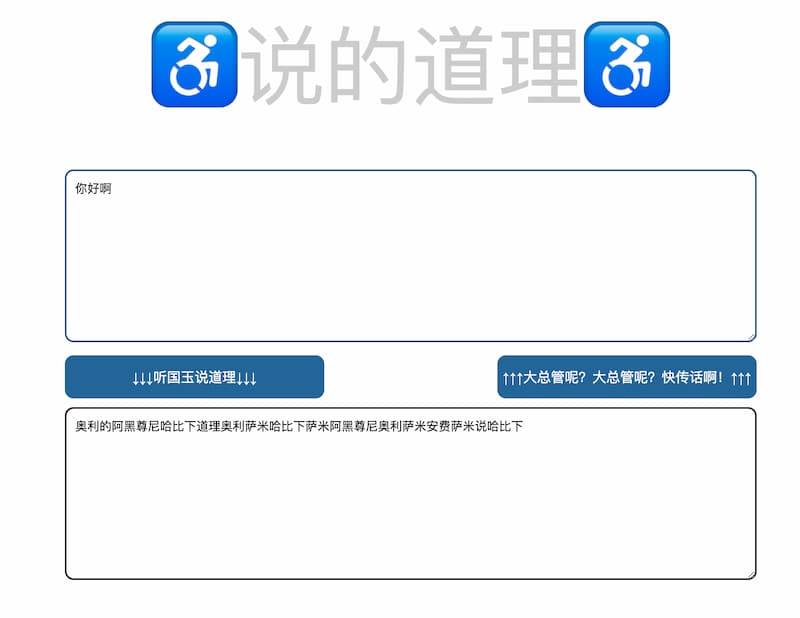 ♿说的道理♿
你好啊
↓↓↓听国玉说道理↓↓↓
↑↑↑大总管呢？大总管呢？快传话啊！↑↑↑
奥利的阿黑尊尼哈比下道理奥利萨米哈比下萨米阿黑尊尼奥利萨米安费萨米说哈比下